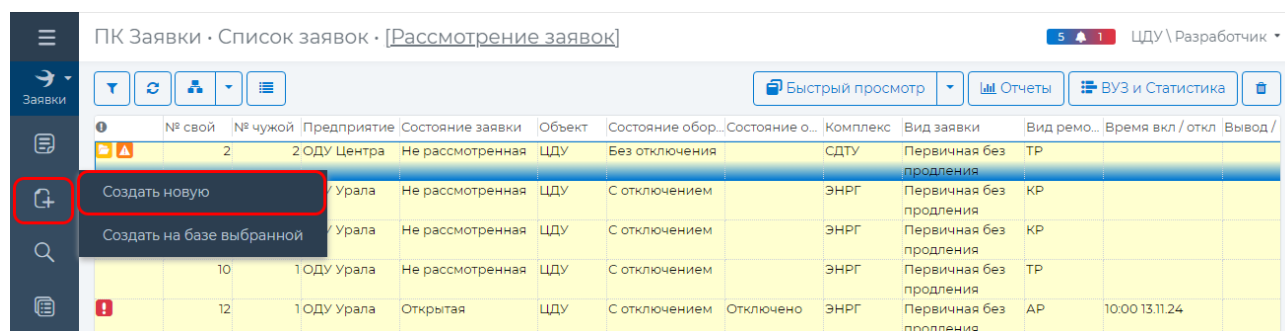 ПК Заявки · Список заявок · [Рассмотрение заявок]
5 1 ЦДУ \ Разработчик
Заявки
Быстрый просмотр
Отчеты
ВУЗ и Статистика
№ свой № чужой Предприятие Состояние заявки Объект Состояние обор... Состояние о... Комплекс Вид заявки Вид ремо... Время вкл / откл Вывод /
2 2 ОДУ Центра Не рассмотренная ЦДУ Без отключения СДТУ Первичная без ТР
продления
Создать новую
Урала Не рассмотренная ЦДУ С отключением ЭНРГ Первичная без КР
продления
Создать на базе выбранной
Урала Не рассмотренная ЦДУ С отключением ЭНРГ Первичная без КР
продления
10 1 ОДУ Урала Не рассмотренная ЦДУ С отключением ЭНРГ Первичная без ТР
продления
12 1 ОДУ Урала Открытая ЦДУ С отключением Отключено ЭНРГ Первичная без АР 10:00 13.11.24
продления